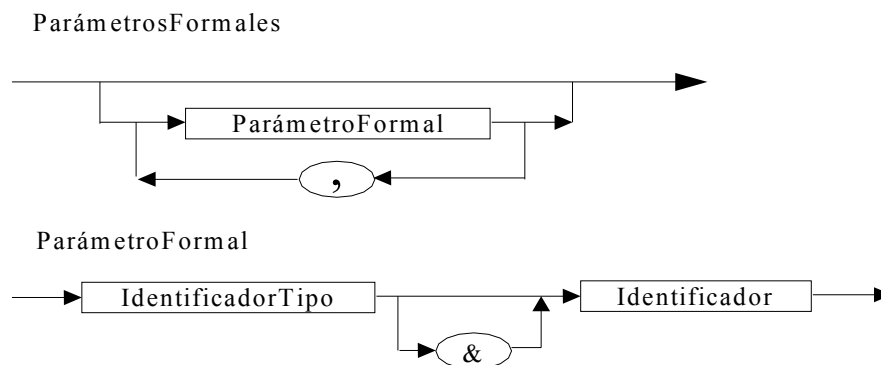 ParámetrosFormales
ParámetroFormal
,
ParámetroFormal
IdentificadorTipo
Identificador
&